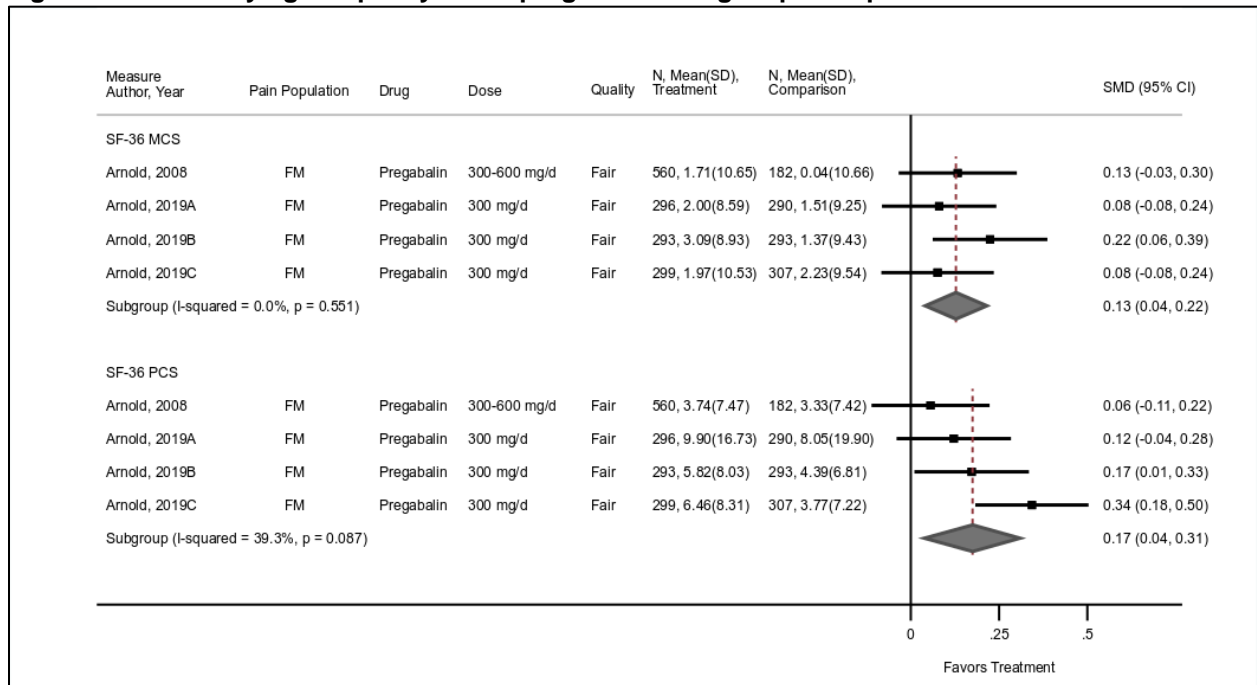 Measure
Author, Year Pain Population Drug Dose Quality N, Mean(SD), Treatment N, Mean(SD), Comparison SMD (95% CI)
SF-36 MCS
Arnold, 2008 FM Pregabalin 300-600 mg/d Fair 560, 1.71(10.65) 182, 0.04(10.66) 0.13 (-0.03, 0.30)
Arnold, 2019A FM Pregabalin 300 mg/d Fair 296, 2.00(8.59) 290, 1.51(9.25) 0.08 (-0.08, 0.24)
Arnold, 2019B FM Pregabalin 300 mg/d Fair 293, 3.09(8.93) 293, 1.37(9.43) 0.22 (0.06, 0.39)
Arnold, 2019C FM Pregabalin 300 mg/d Fair 299, 1.97(10.53) 307, 2.23(9.54) 0.08 (-0.08, 0.24)
Subgroup (I-squared = 0.0%, p = 0.551) 0.13 (0.04, 0.22)
SF-36 PCS
Arnold, 2008 FM Pregabalin 300-600 mg/d Fair 560, 3.74(7.47) 182, 3.33(7.42) 0.06 (-0.11, 0.22)
Arnold, 2019A FM Pregabalin 300 mg/d Fair 296, 9.90(16.73) 290, 8.05(19.90) 0.12 (-0.04, 0.28)
Arnold, 2019B FM Pregabalin 300 mg/d Fair 293, 5.82(8.03) 293, 4.39(6.81) 0.17 (0.01, 0.33)
Arnold, 2019C FM Pregabalin 300 mg/d Fair 299, 6.46(8.31) 307, 3.77(7.22) 0.34 (0.18, 0.50)
Subgroup (I-squared = 39.3%, p = 0.087) 0.17 (0.04, 0.31)
0 .25 .5
Favors Treatment